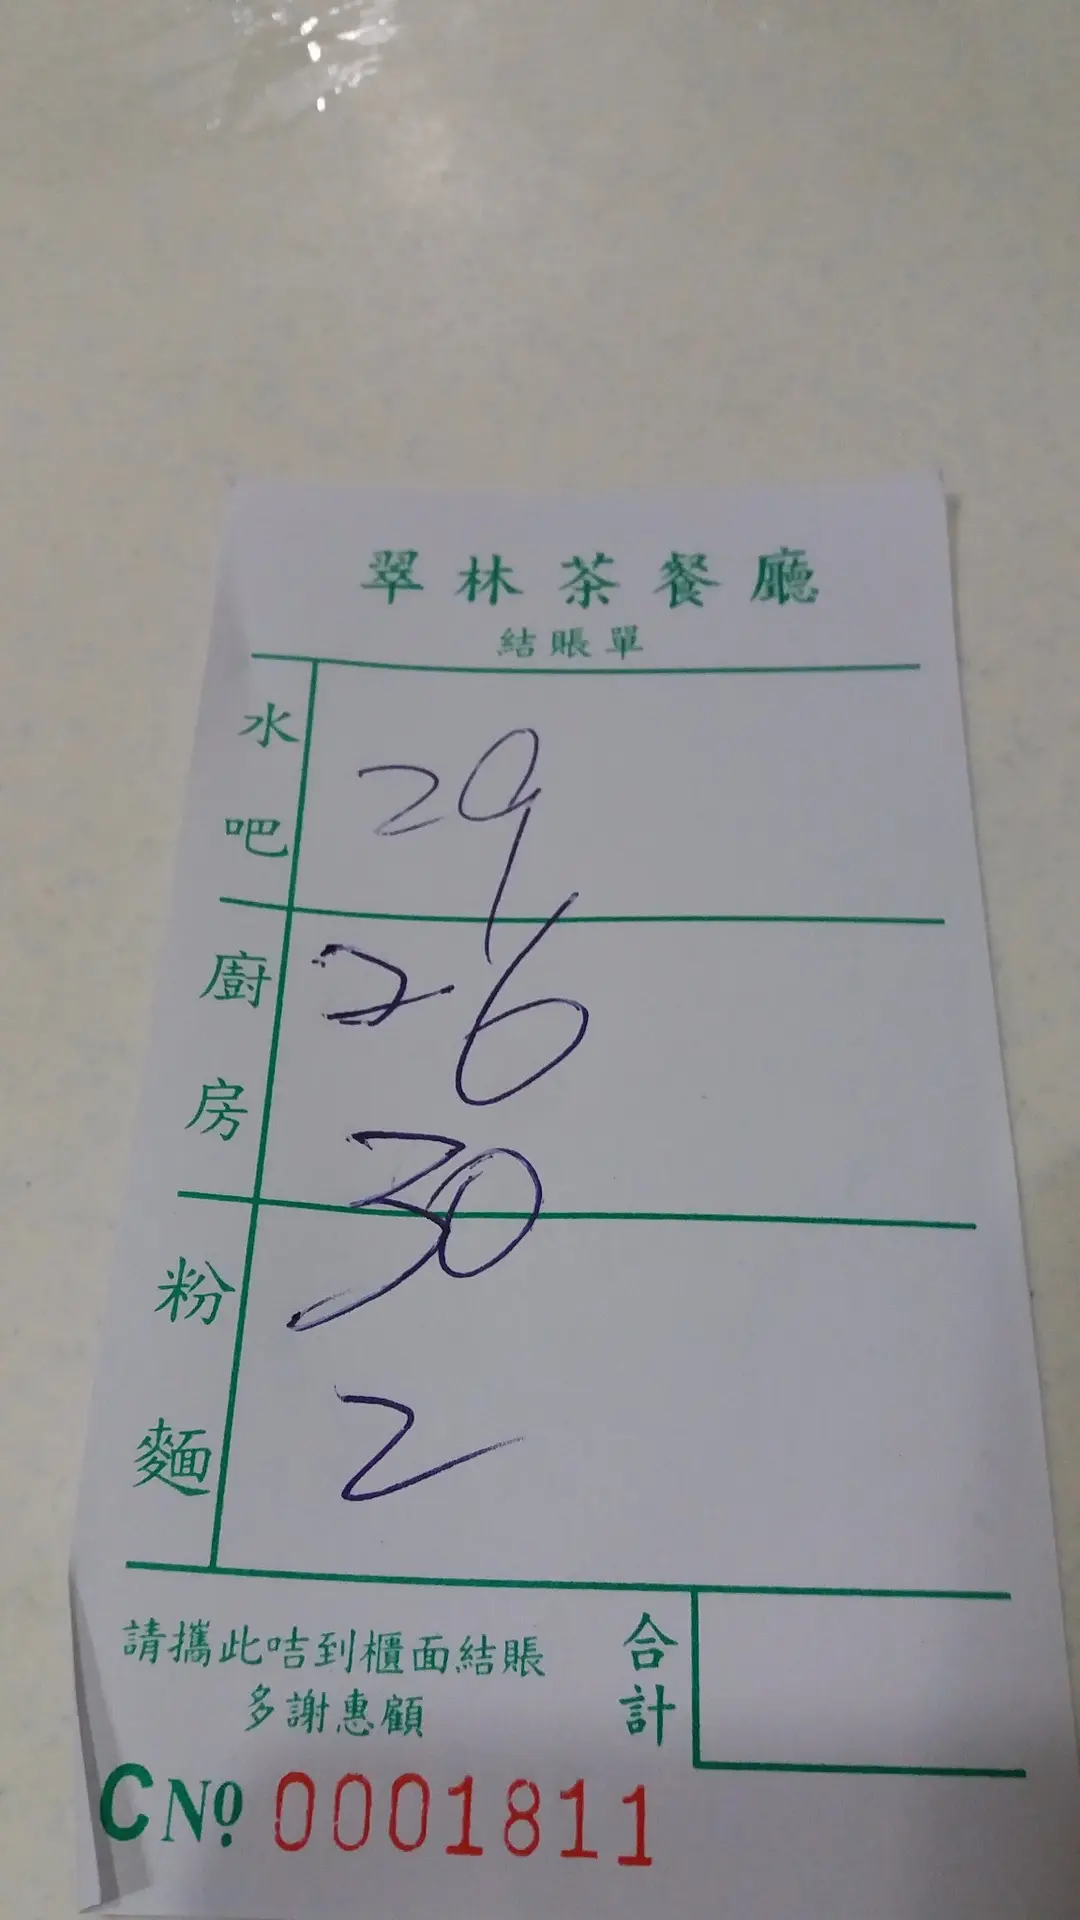 翠林茶餐廳
結賬單
水吧
29
廚房
26
30
粉麵
2
請攜此咭到櫃面結賬
多謝惠顧
合計
CNo. 0001811